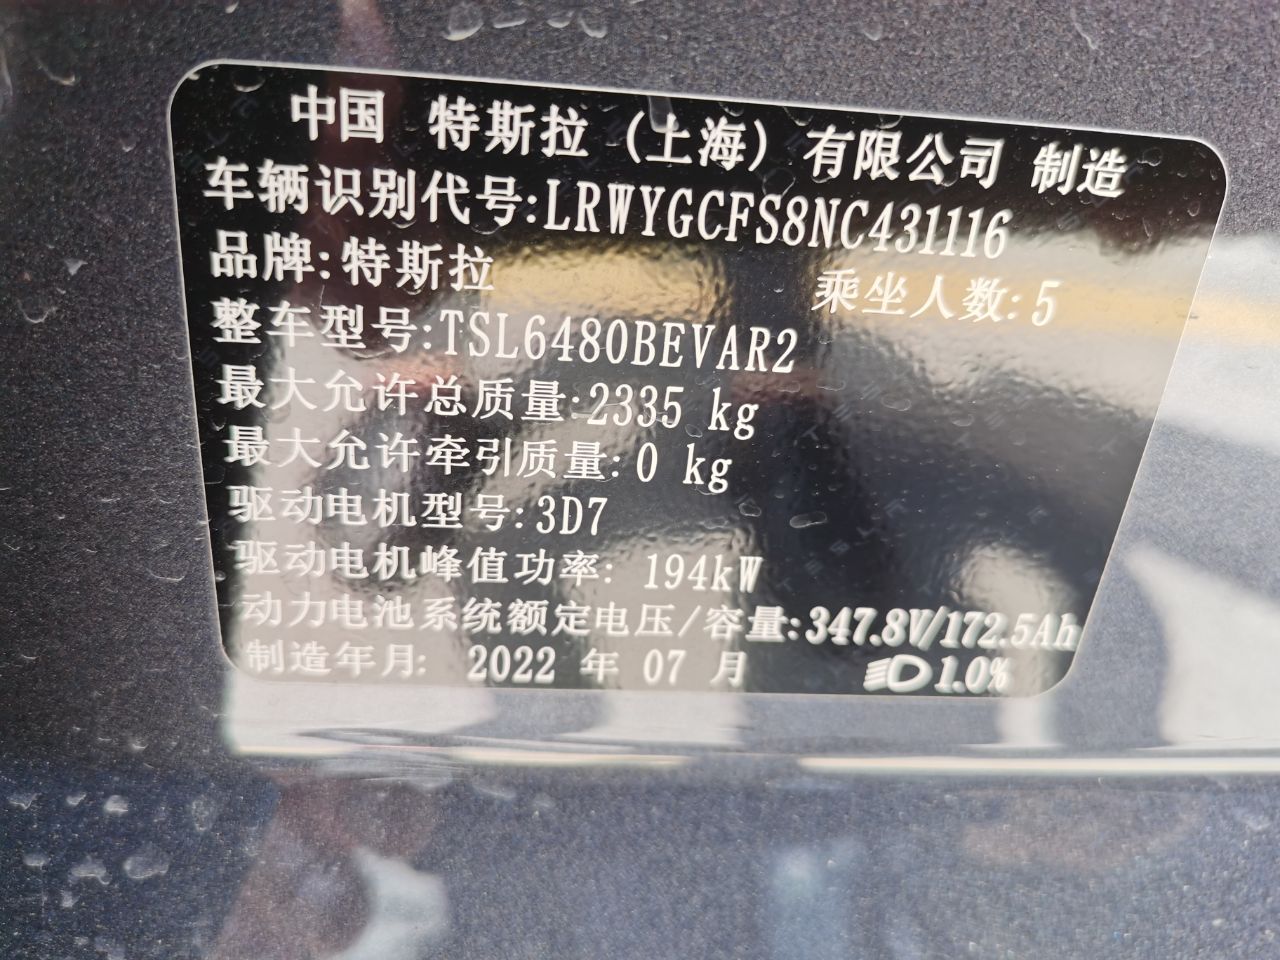 中国 特斯拉 (上海) 有限公司 制造
车辆识别代号:LRWYGCFS8NC431116
品牌:特斯拉 乘坐人数:5
整车型号:TSL6480BEVAR2
最大允许总质量:2335 kg
最大允许牵引质量:0 kg
驱动电机型号:3D7
驱动电机峰值功率: 194kW
动力电池系统额定电压/容量:347.8V/172.5Ah
制造年月: 2022 年 07 月 1.0%